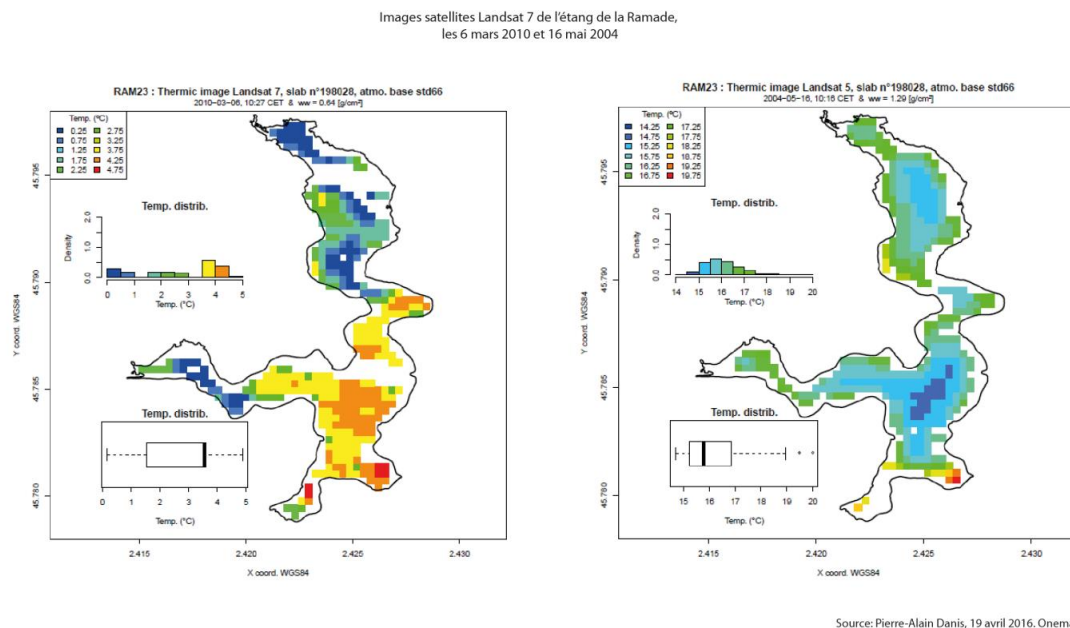 Images satellites Landsat 7 de l'étang de la Ramade,
les 6 mars 2010 et 16 mai 2004
RAM23 : Thermic image Landsat 7, slab n°198028, atmo. base std66
2010−03−06, 10:27 CET & ww = 0.64 [g/cm²]
Temp. (°C)
0.25 2.75
0.75 3.25
1.25 3.75
1.75 4.25
2.25 4.75
Temp. distrib.
Density
0.0 1.0 2.0
0 1 2 3 4 5
Temp. (°C)
Temp. distrib.
0 1 2 3 4 5
Temp. (°C)
Y coord. WGS84
45.780 45.785 45.790 45.795
2.415 2.420 2.425 2.430
X coord. WGS84
RAM23 : Thermic image Landsat 5, slab n°198028, atmo. base std66
2004−05−16, 10:16 CET & ww = 1.29 [g/cm²]
Temp. (°C)
14.25 17.25
14.75 17.75
15.25 18.25
15.75 18.75
16.25 19.25
16.75 19.75
Temp. distrib.
Density
0.0 1.0 2.0
14 15 16 17 18 19 20
Temp. (°C)
Temp. distrib.
15 16 17 18 19 20
Temp. (°C)
Y coord. WGS84
45.780 45.785 45.790 45.795
2.415 2.420 2.425 2.430
X coord. WGS84
Source: Pierre-Alain Danis, 19 avril 2016. Onema